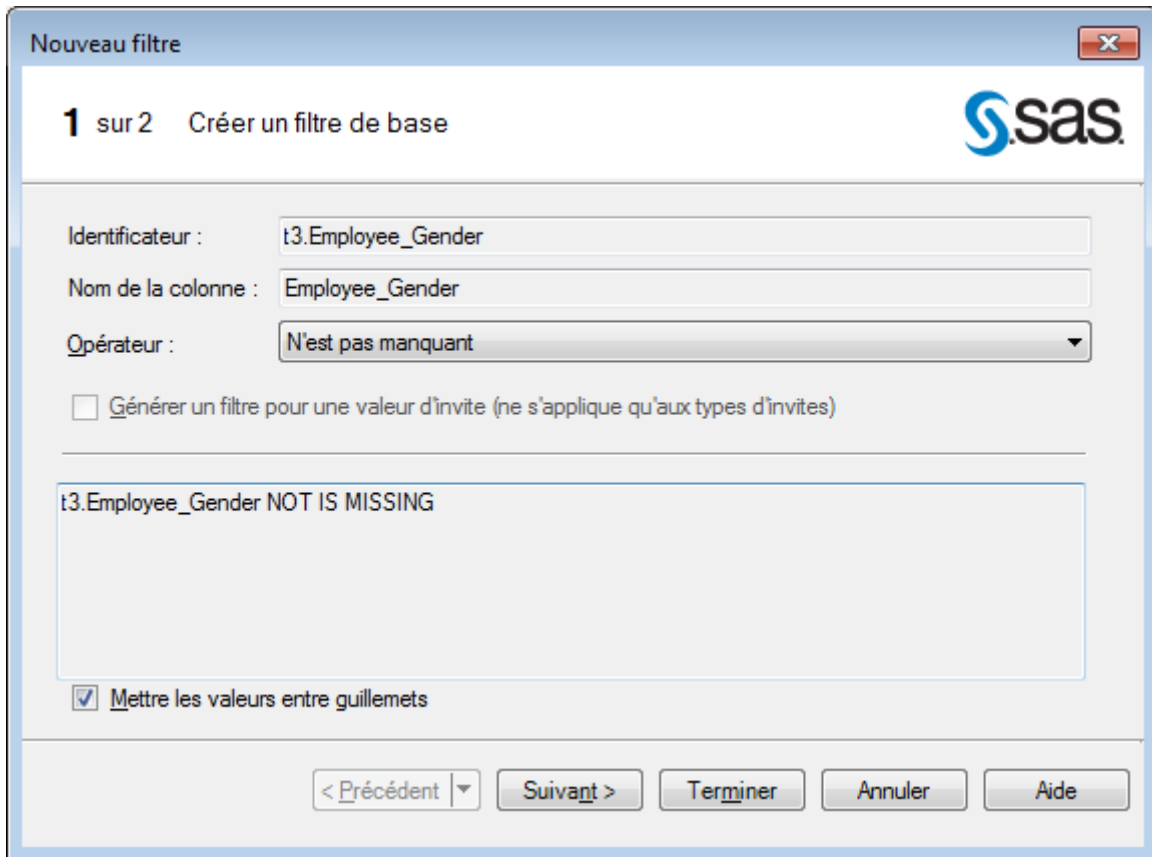 Nouveau filtre
1 sur 2 Créer un filtre de base
sas
Identificateur : t3.Employee_Gender
Nom de la colonne : Employee_Gender
Opérateur : N'est pas manquant
Générer un filtre pour une valeur d'invite (ne s'applique qu'aux types d'invites)
t3.Employee_Gender NOT IS MISSING
Mettre les valeurs entre guillemets
< Précédent Suivant > Terminer Annuler Aide